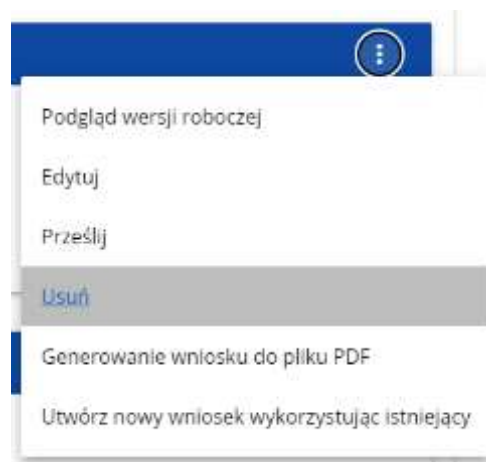 Podgląd wersji roboczej
Edytuj
Prześlij
Usuń
Generowanie wniosku do pliku PDF
Utwórz nowy wniosek wykorzystując istniejący